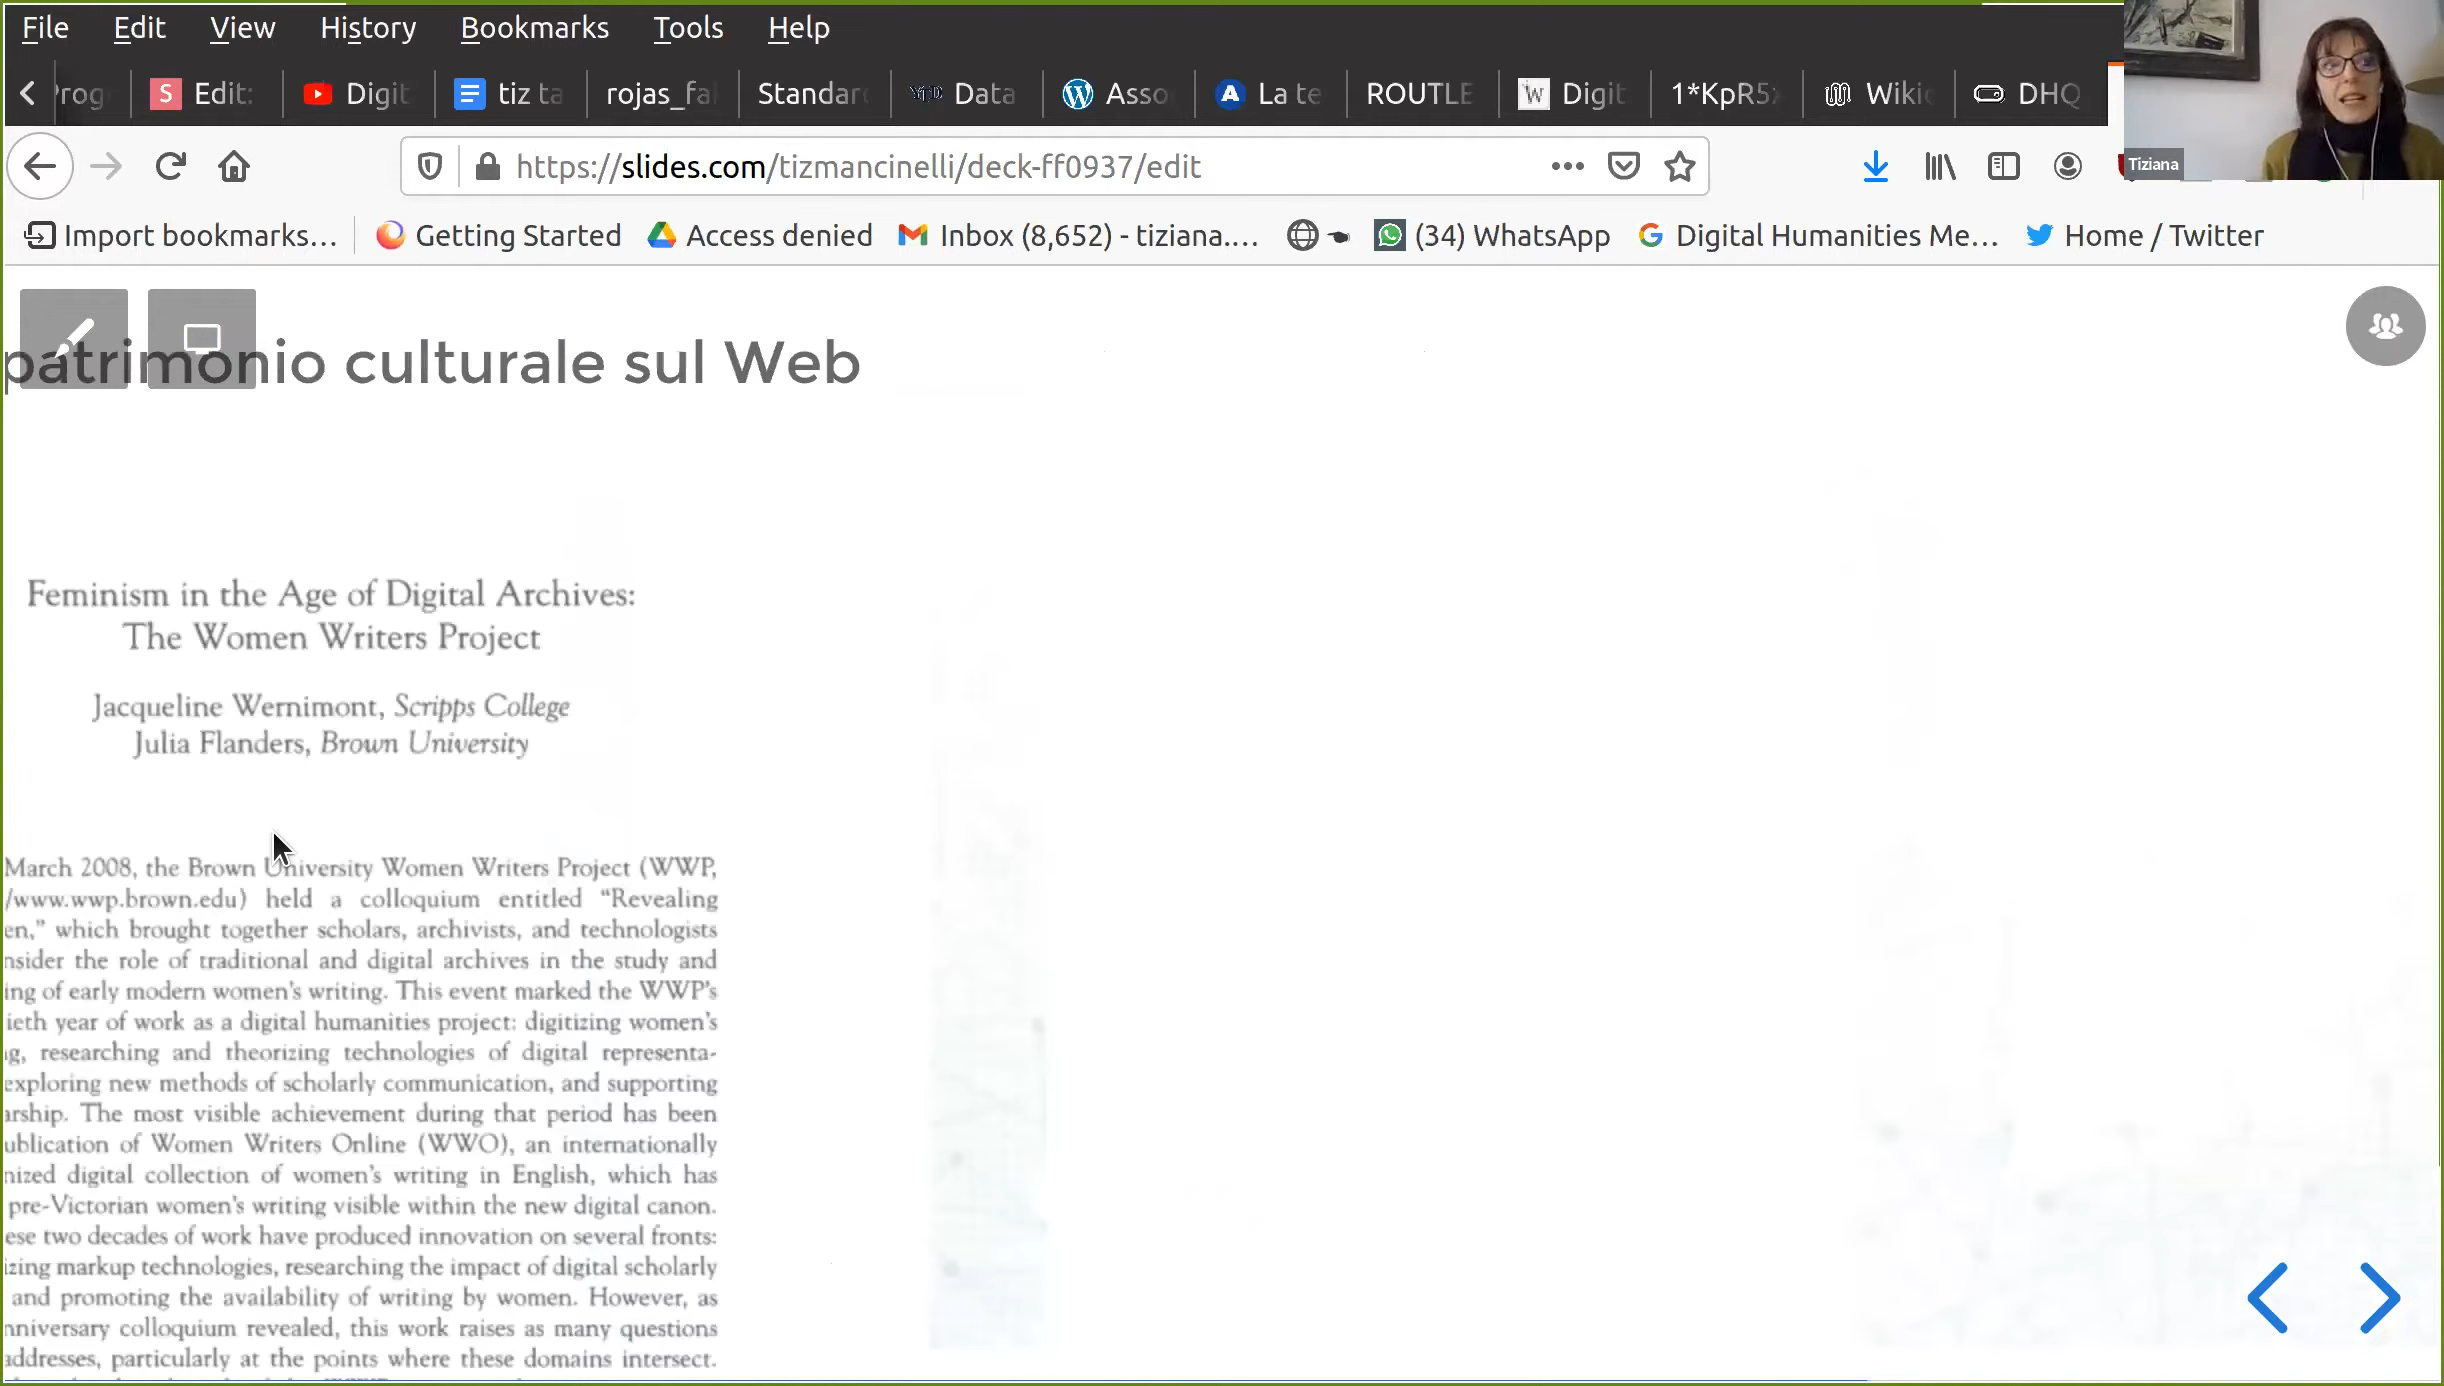 File Edit View History Bookmarks Tools Help
Edit: Digit tiz ta rojas_fal Standard Data Asso La te ROUTLE Digit 1*KpR5 Wiki DHQ
https://slides.com/tizmancinelli/deck-ff0937/edit
Tiziana
Import bookmarks... Getting Started Access denied Inbox (8,652) - tiziana.... (34) WhatsApp Digital Humanities Me... Home / Twitter
patrimonio culturale sul Web
Feminism in the Age of Digital Archives:
The Women Writers Project
Jacqueline Wernimont, Scripps College
Julia Flanders, Brown University
March 2008, the Brown University Women Writers Project (WWP,
/www.wwp.brown.edu) held a colloquium entitled “Revealing
en,” which brought together scholars, archivists, and technologists
nsider the role of traditional and digital archives in the study and
ing of early modern women’s writing. This event marked the WWP’s
ieth year of work as a digital humanities project: digitizing women’s
g, researching and theorizing technologies of digital representa-
exploring new methods of scholarly communication, and supporting
arship. The most visible achievement during that period has been
ublication of Women Writers Online (WWO), an internationally
nized digital collection of women’s writing in English, which has
pre-Victorian women’s writing visible within the new digital canon.
ese two decades of work have produced innovation on several fronts:
izing markup technologies, researching the impact of digital scholarly
and promoting the availability of writing by women. However, as
nniversary colloquium revealed, this work raises as many questions
addresses, particularly at the points where these domains intersect.